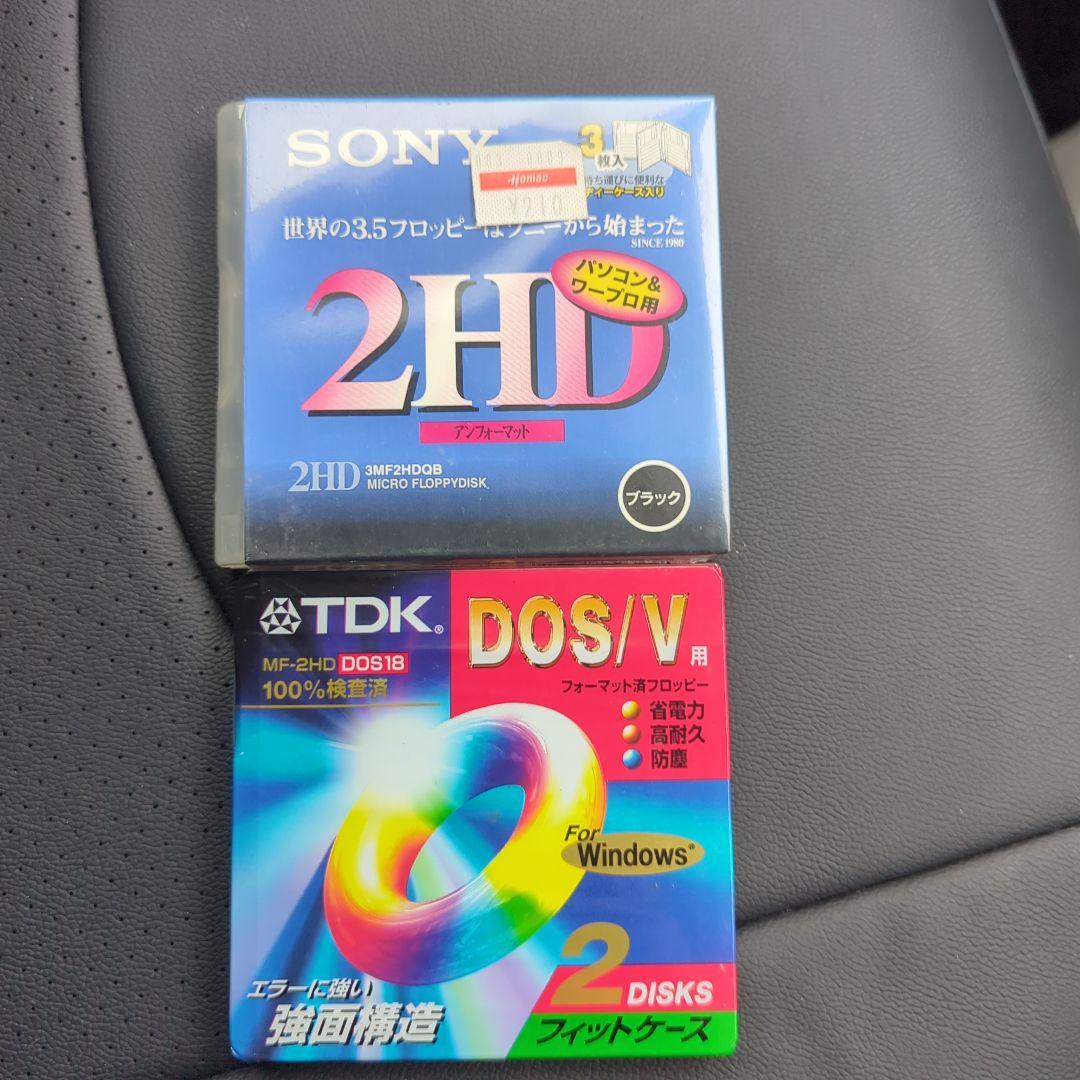 SONY
3
枚入
ち運びに便利な
ディーケース入り
Homac
¥210
世界の3.5フロッピーはソニーから始まった
SINCE 1980
パソコン&
ワープロ用
2HD
アンフォーマット
2HD 3MF2HDQB
MICRO FLOPPYDISK
ブラック
TDK®
DOS/V用
MF-2HD DOS18
100%検査済
フォーマット済フロッピー
省電力
高耐久
防塵
For
Windows®
2
DISKS
エラーに強い
強面構造
フィットケース